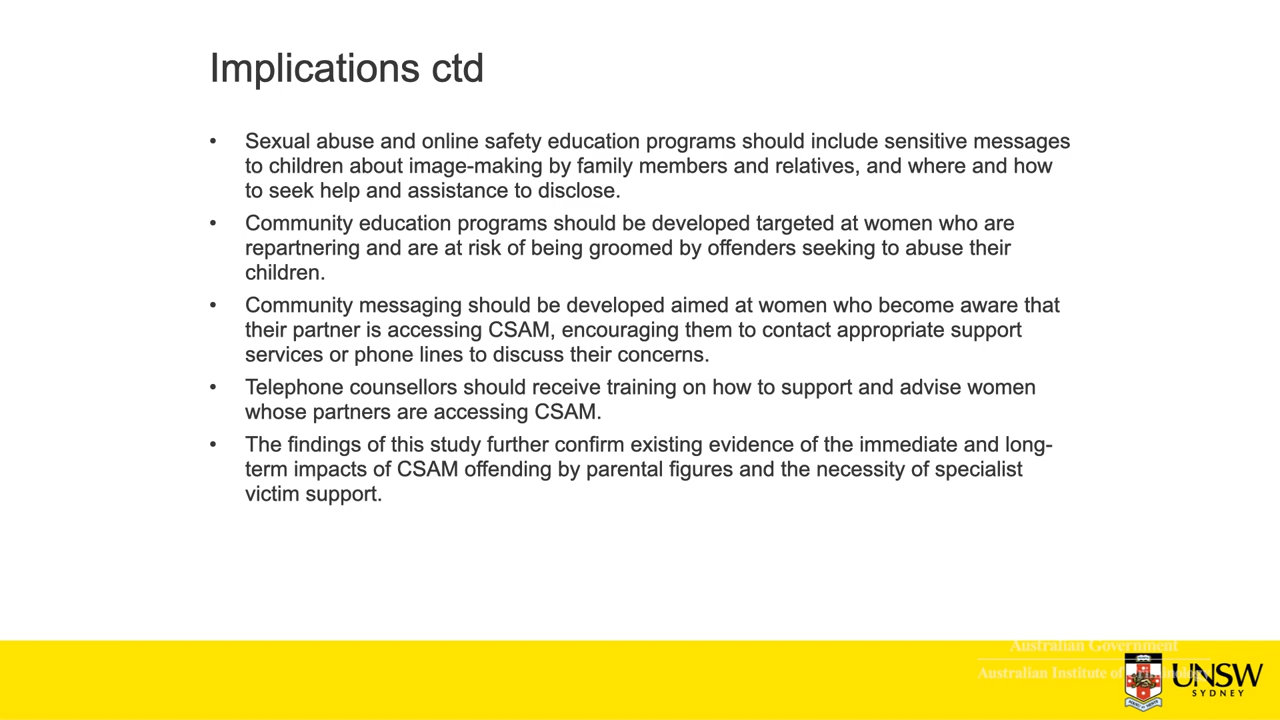 Implications ctd
• Sexual abuse and online safety education programs should include sensitive messages
to children about image-making by family members and relatives, and where and how
to seek help and assistance to disclose.
• Community education programs should be developed targeted at women who are
repartnering and are at risk of being groomed by offenders seeking to abuse their
children.
• Community messaging should be developed aimed at women who become aware that
their partner is accessing CSAM, encouraging them to contact appropriate support
services or phone lines to discuss their concerns.
• Telephone counsellors should receive training on how to support and advise women
whose partners are accessing CSAM.
• The findings of this study further confirm existing evidence of the immediate and long-
term impacts of CSAM offending by parental figures and the necessity of specialist
victim support.
Australian Government
Australian Institute of
UNSW
SYDNEY